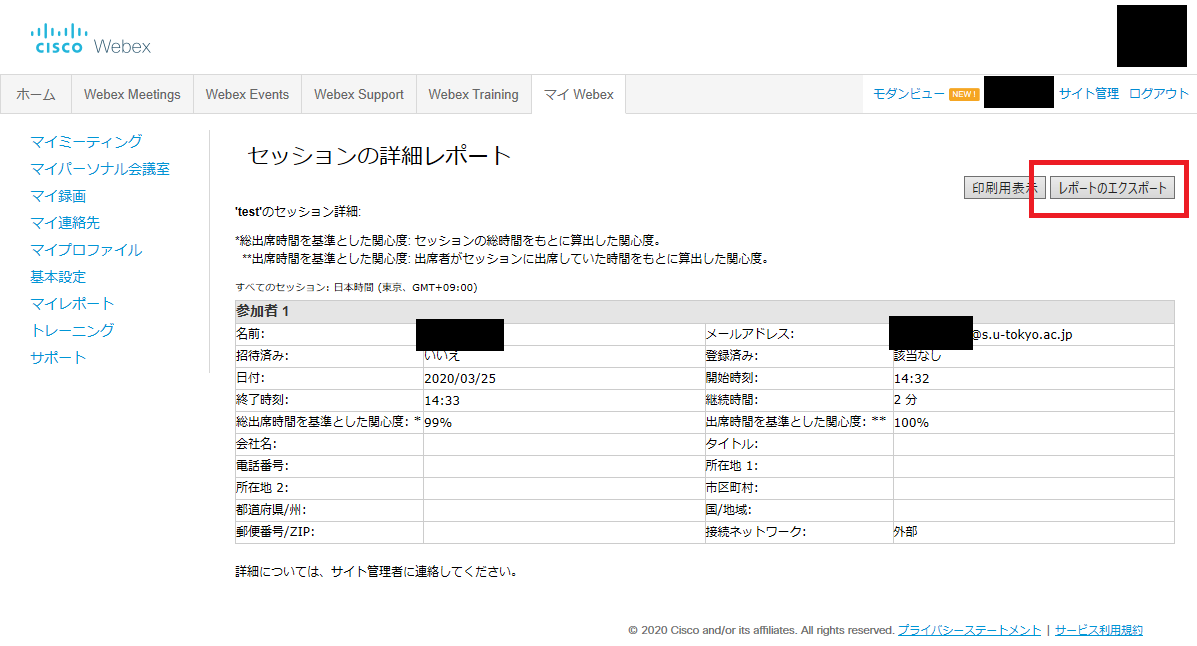 CISCO Webex
ホーム Webex Meetings Webex Events Webex Support Webex Training マイ Webex モダンビュー NEW ! サイト管理 ログアウト
マイミーティング
マイパーソナル会議室
マイ録画
マイ連絡先
マイプロファイル
基本設定
マイレポート
トレーニング
サポート
セッションの詳細レポート
印刷用表示 レポートのエクスポート
'test'のセッション詳細:
*総出席時間を基準とした関心度: セッションの総時間をもとに算出した関心度。
**出席時間を基準とした関心度: 出席者がセッションに出席していた時間をもとに算出した関心度。
すべてのセッション: 日本時間 (東京、GMT+09:00)
参加者 1
名前: メールアドレス: @s.u-tokyo.ac.jp
招待済み: いいえ 登録済み: 該当なし
日付: 2020/03/25 開始時刻: 14:32
終了時刻: 14:33 継続時間: 2 分
総出席時間を基準とした関心度: * 99% 出席時間を基準とした関心度: ** 100%
会社名: タイトル:
電話番号: 所在地 1:
所在地 2: 市区町村:
都道府県/州: 国/地域:
郵便番号/ZIP: 接続ネットワーク: 外部
詳細については、サイト管理者に連絡してください。
© 2020 Cisco and/or its affiliates. All rights reserved. プライバシーステートメント | サービス利用規約